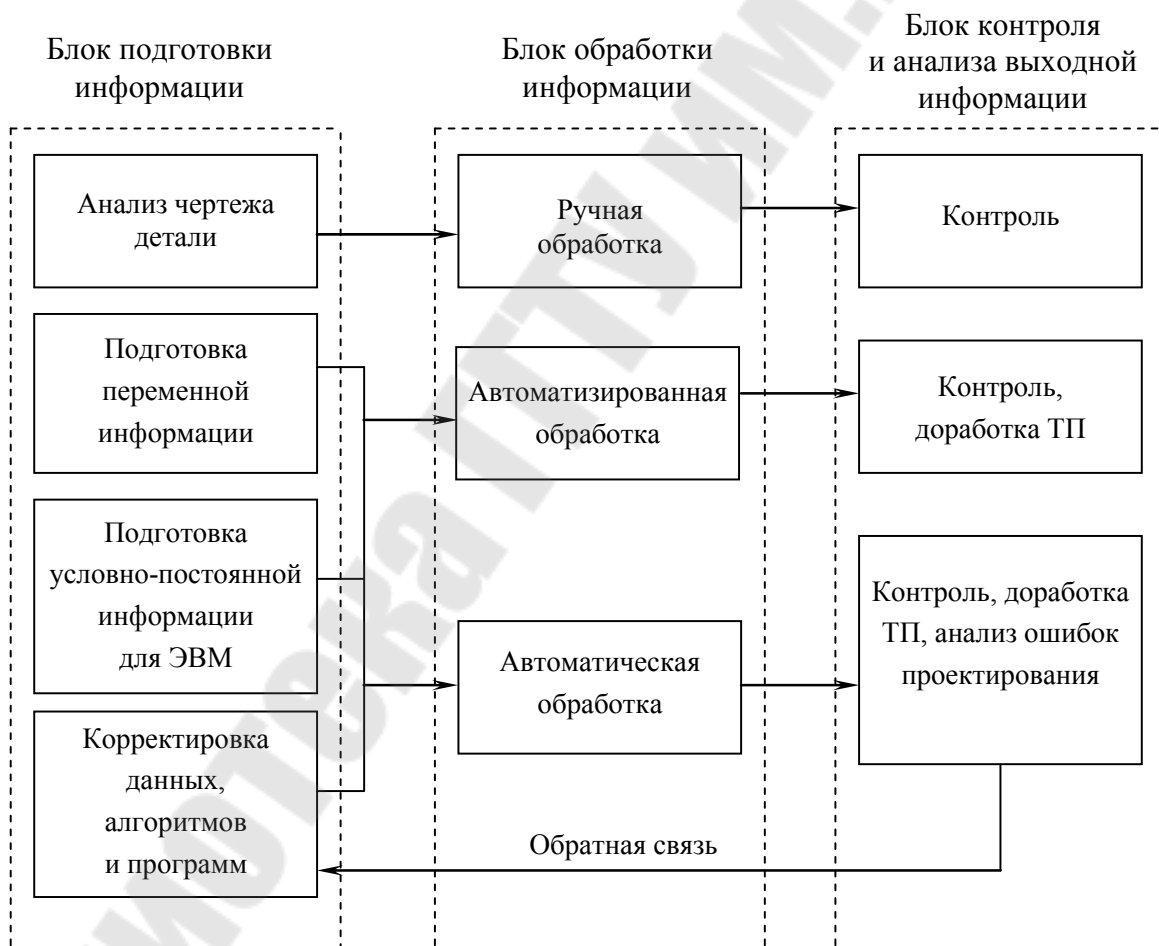 Блок подготовки
информации
Блок обработки
информации
Блок контроля
и анализа выходной
информации
Анализ чертежа
детали
Ручная
обработка
Контроль
Подготовка
переменной
информации
Автоматизированная
обработка
Контроль,
доработка ТП
Подготовка
условно-постоянной
информации
для ЭВМ
Автоматическая
обработка
Контроль, доработка
ТП, анализ ошибок
проектирования
Корректировка
данных,
алгоритмов
и программ
Обратная связь